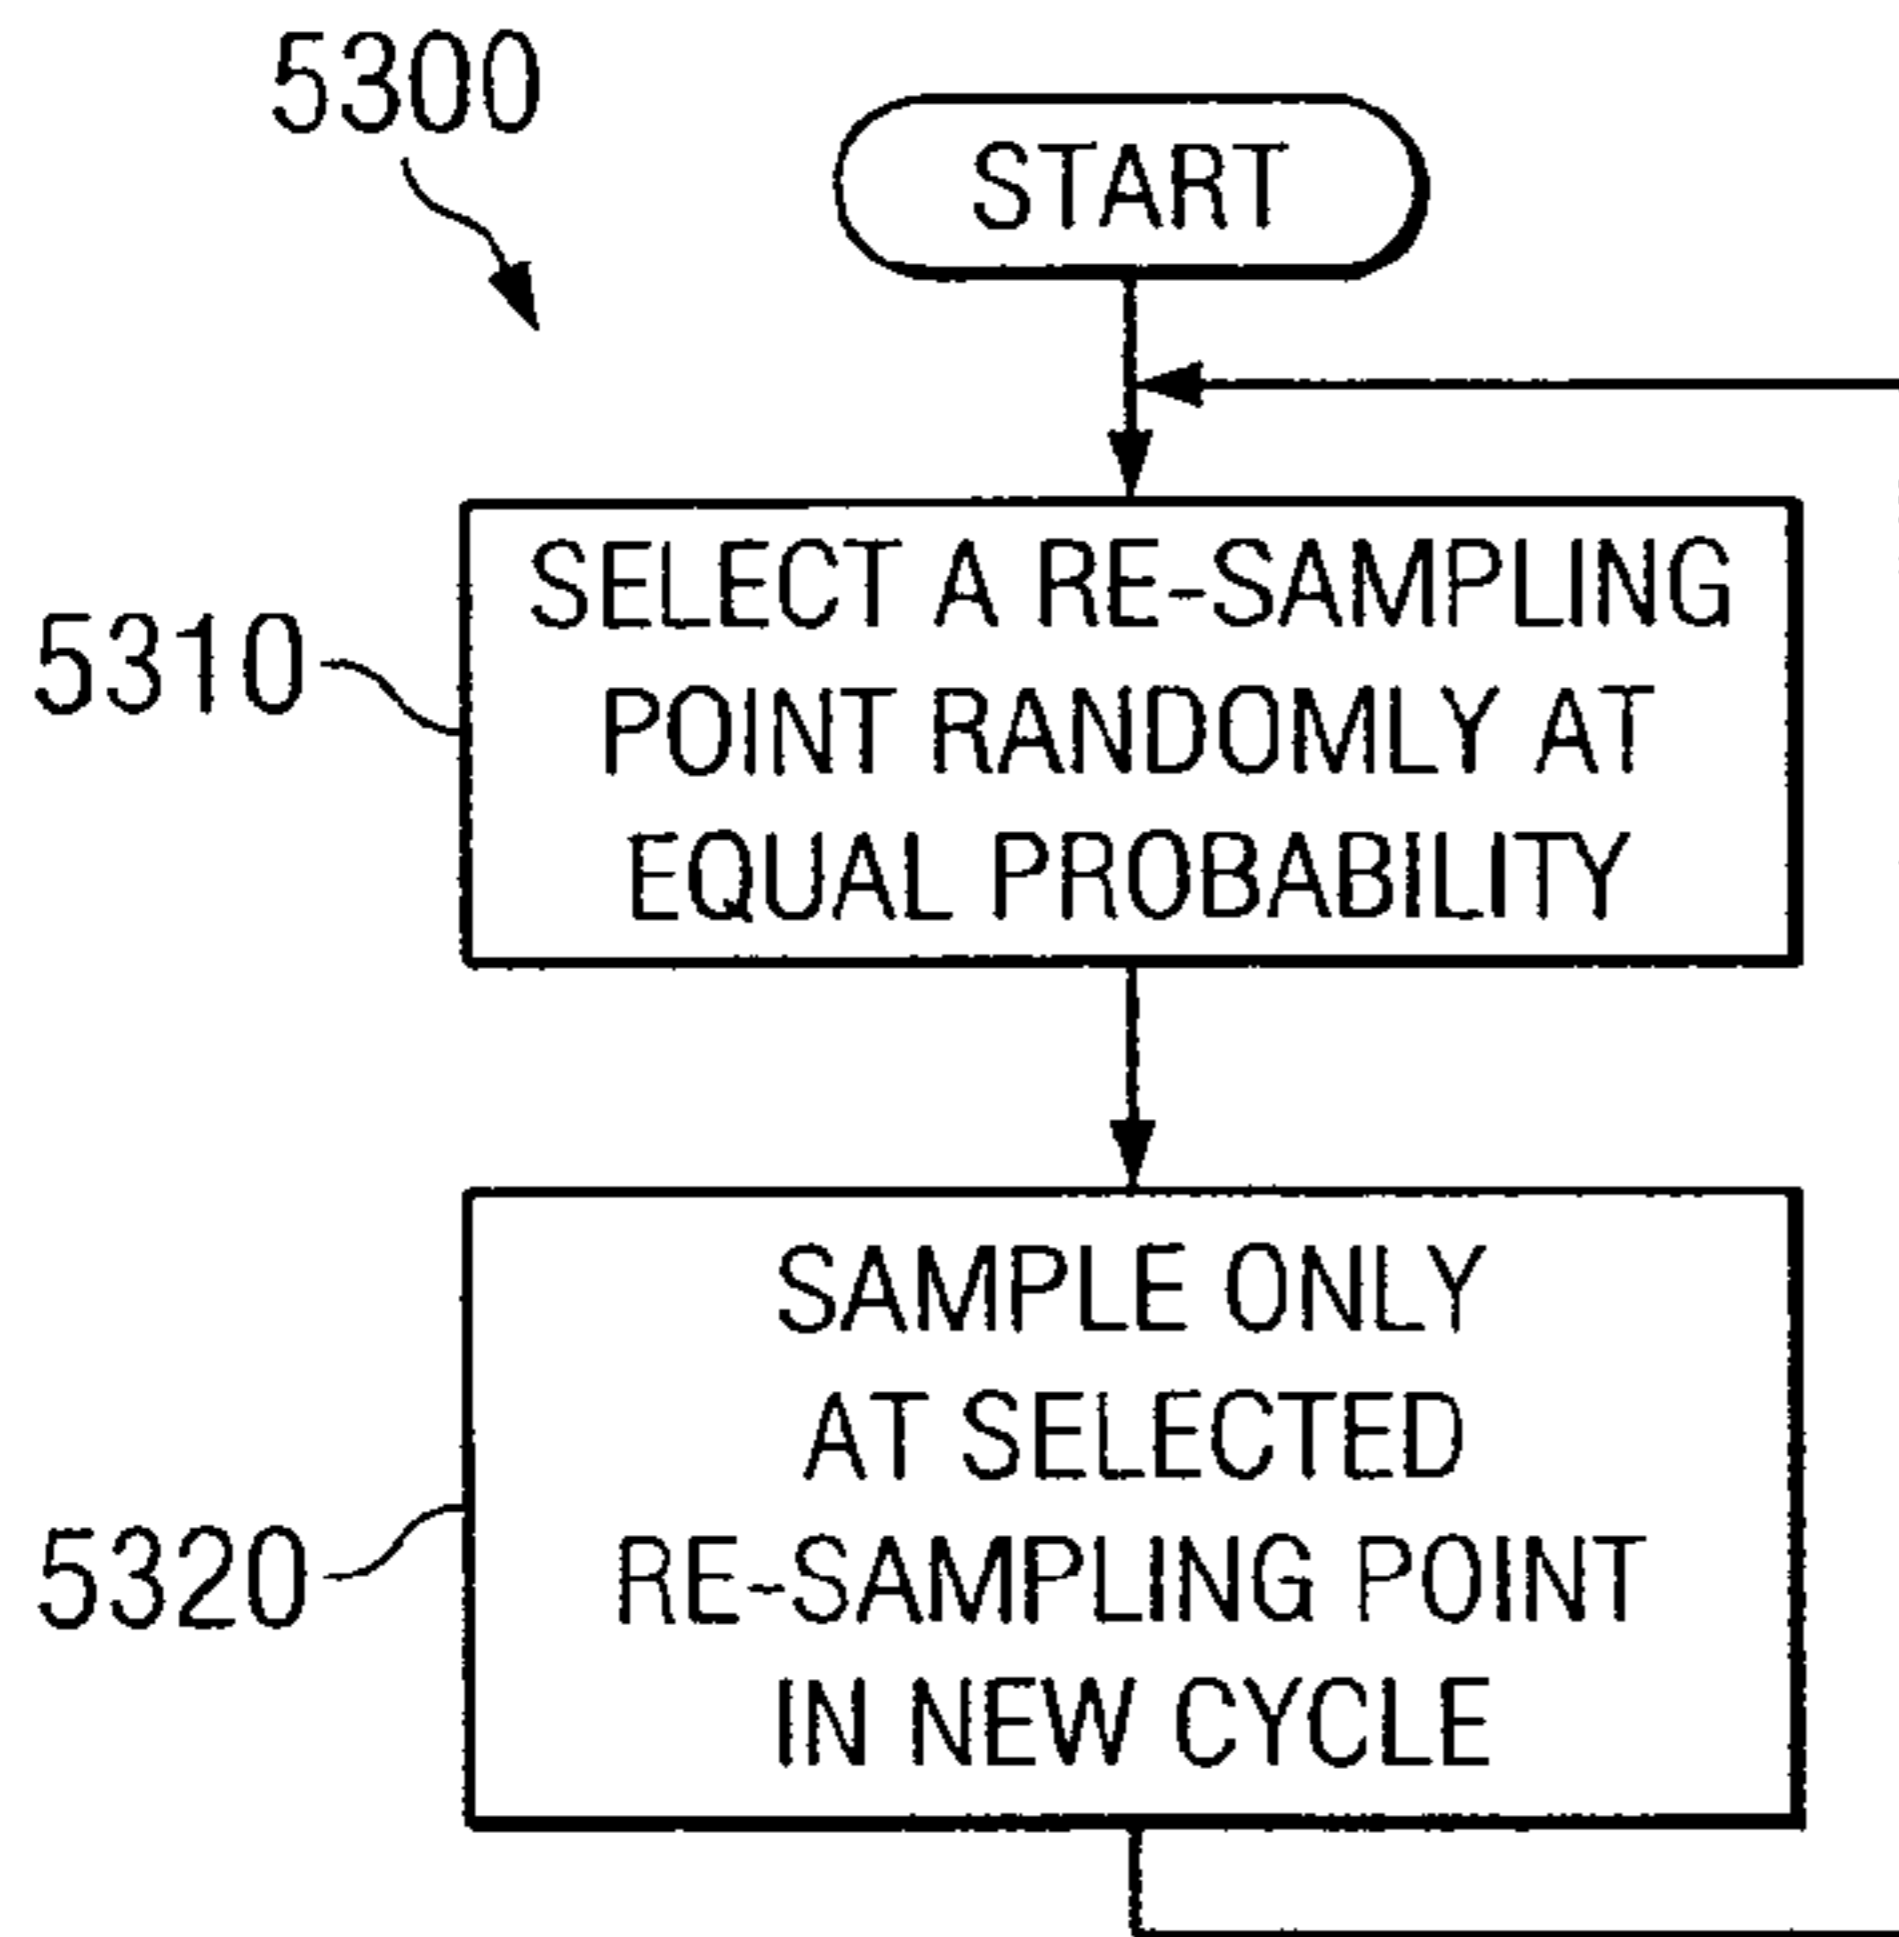 5300
START
5310
SELECT A RE-SAMPLING
POINT RANDOMLY AT
EQUAL PROBABILITY
5320
SAMPLE ONLY
AT SELECTED
RE-SAMPLING POINT
IN NEW CYCLE